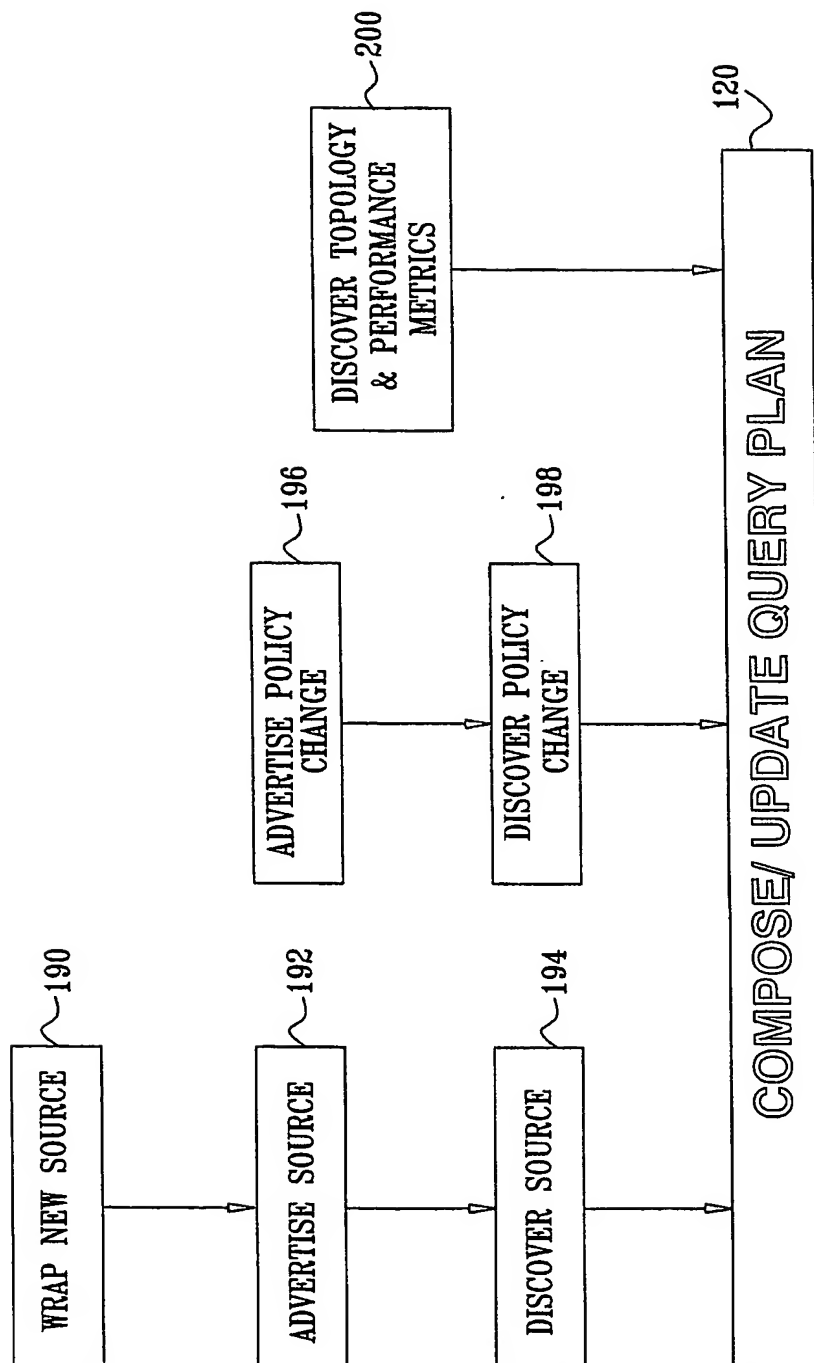 WRAP NEW SOURCE
190
ADVERTISE SOURCE
192
DISCOVER SOURCE
194
ADVERTISE POLICY
CHANGE
196
DISCOVER POLICY
CHANGE
198
DISCOVER TOPOLOGY
& PERFORMANCE
METRICS
200
COMPOSE/ UPDATE QUERY PLAN
120